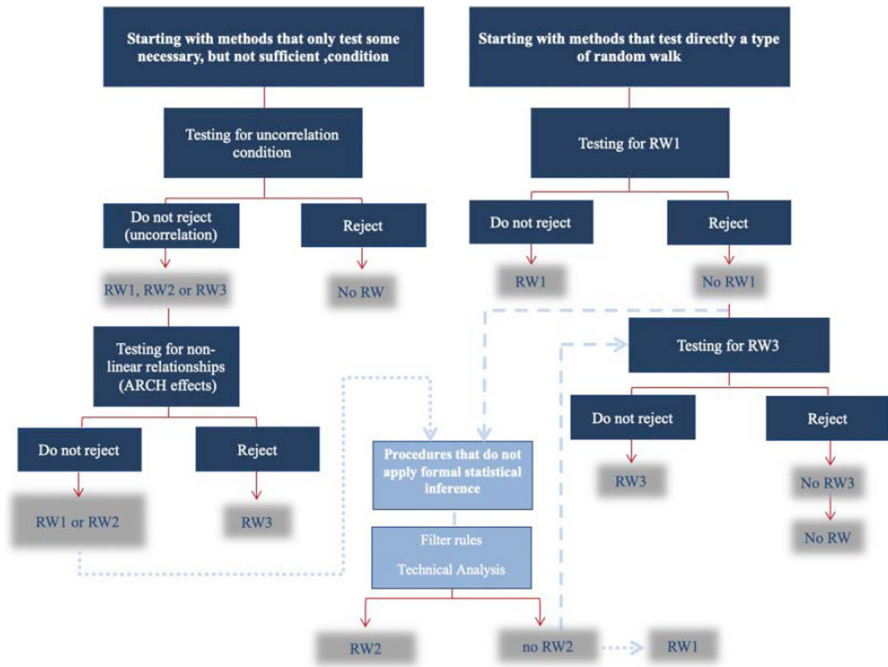 Starting with methods that only test some
necessary, but not sufficient ,condition
Starting with methods that test directly a type
of random walk
Testing for uncorrelation
condition
Testing for RW1
Do not reject
(uncorrelation)
Reject
Do not reject
Reject
RW1, RW2 or RW3
No RW
RW1
No RW1
Testing for non-
linear relationships
(ARCH effects)
Testing for RW3
Do not reject
Reject
Do not reject
Reject
Procedures that do not
apply formal statistical
inference
RW1 or RW2
RW3
RW3
No RW3
No RW
Filter rules
Technical Analysis
RW2
no RW2
RW1